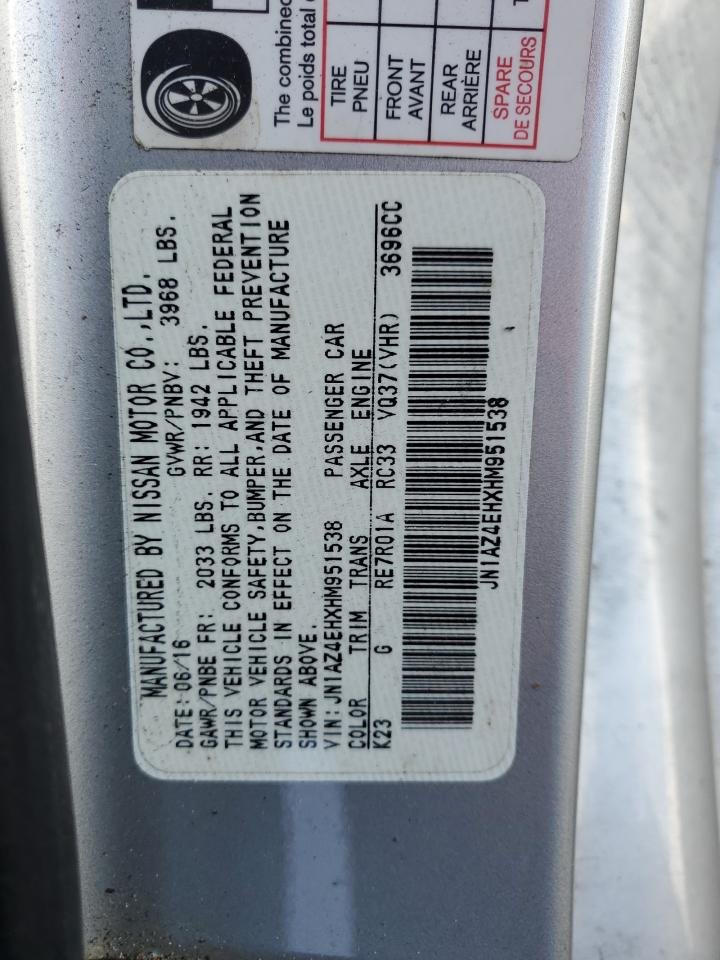 The combined
Le poids total
TIRE
PNEU
FRONT
AVANT
REAR
ARRIÈRE
SPARE
DE SECOURS
MANUFACTURED BY NISSAN MOTOR CO.,LTD.
DATE:06/16 GVWR/PNBV: 3968 LBS.
GAWR/PNBE FR: 2033 LBS. RR: 1942 LBS.
THIS VEHICLE CONFORMS TO ALL APPLICABLE FEDERAL
MOTOR VEHICLE SAFETY,BUMPER,AND THEFT PREVENTION
STANDARDS IN EFFECT ON THE DATE OF MANUFACTURE
SHOWN ABOVE.
VIN:JN1AZ4EHXHM951538 PASSENGER CAR
COLOR TRIM TRANS AXLE ENGINE
K23 G RE7R01A RC33 VQ37(VHR) 3696CC
JN1AZ4EHXHM951538